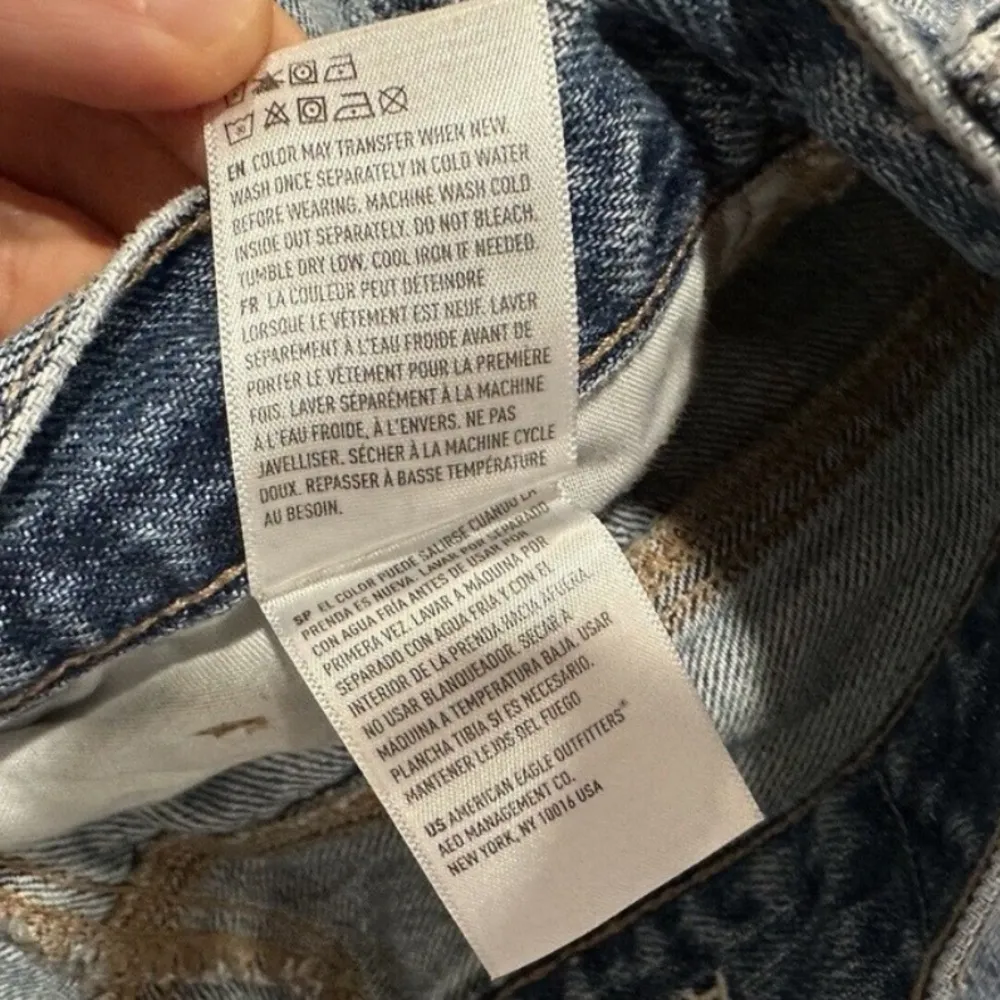 EN COLOR MAY TRANSFER WHEN NEW.
WASH ONCE SEPARATELY IN COLD WATER
BEFORE WEARING. MACHINE WASH COLD
INSIDE OUT SEPARATELY. DO NOT BLEACH.
TUMBLE DRY LOW. COOL IRON IF NEEDED.
FR LA COULEUR PEUT DÉTEINDRE
LORSQUE LE VÊTEMENT EST NEUF. LAVER
SÉPAREMENT À L'EAU FROIDE AVANT DE
PORTER LE VÊTEMENT POUR LA PREMIÈRE
FOIS. LAVER SÉPARÉMENT À LA MACHINE
À L'EAU FROIDE, À L'ENVERS. NE PAS
JAVELLISER. SÉCHER À LA MACHINE CYCLE
DOUX. REPASSER À BASSE TEMPÉRATURE
AU BESOIN.
SP EL COLOR PUEDE SALIRSE CUANDO LA
PRENDA ES NUEVA. LAVAR POR SEPARADO
CON AGUA FRÍA ANTES DE USAR POR
PRIMERA VEZ. LAVAR A MÁQUINA POR
SEPARADO CON AGUA FRÍA Y CON EL
INTERIOR DE LA PRENDA HACIA AFUERA.
NO USAR BLANQUEADOR. SECAR A
MÁQUINA A TEMPERATURA BAJA. USAR
PLANCHA TIBIA SI ES NECESARIO.
MANTENER LEJOS DEL FUEGO
US AMERICAN EAGLE OUTFITTERS®
AEO MANAGEMENT CO.
NEW YORK, NY 10016 USA